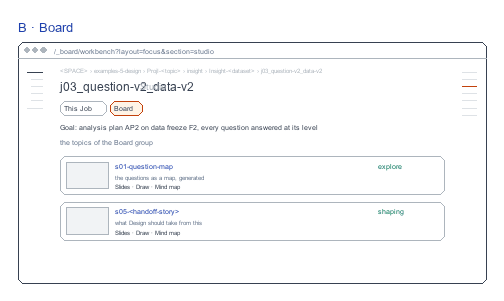 B · Board
/_board/workbench?layout=focus&section=studio
<SPACE> › examples-5-design › Proj-<topic> › insight › Insight-<dataset> › j03_question-v2_data-v2
j03_question-v2_data-v2
This Job
Board
Goal: analysis plan AP2 on data freeze F2, every question answered at its level
the topics of the Board group
s01-question-map
explore
the questions as a map, generated
Slides · Draw · Mind map
s05-<handoff-story>
shaping
what Design should take from this
Slides · Draw · Mind map